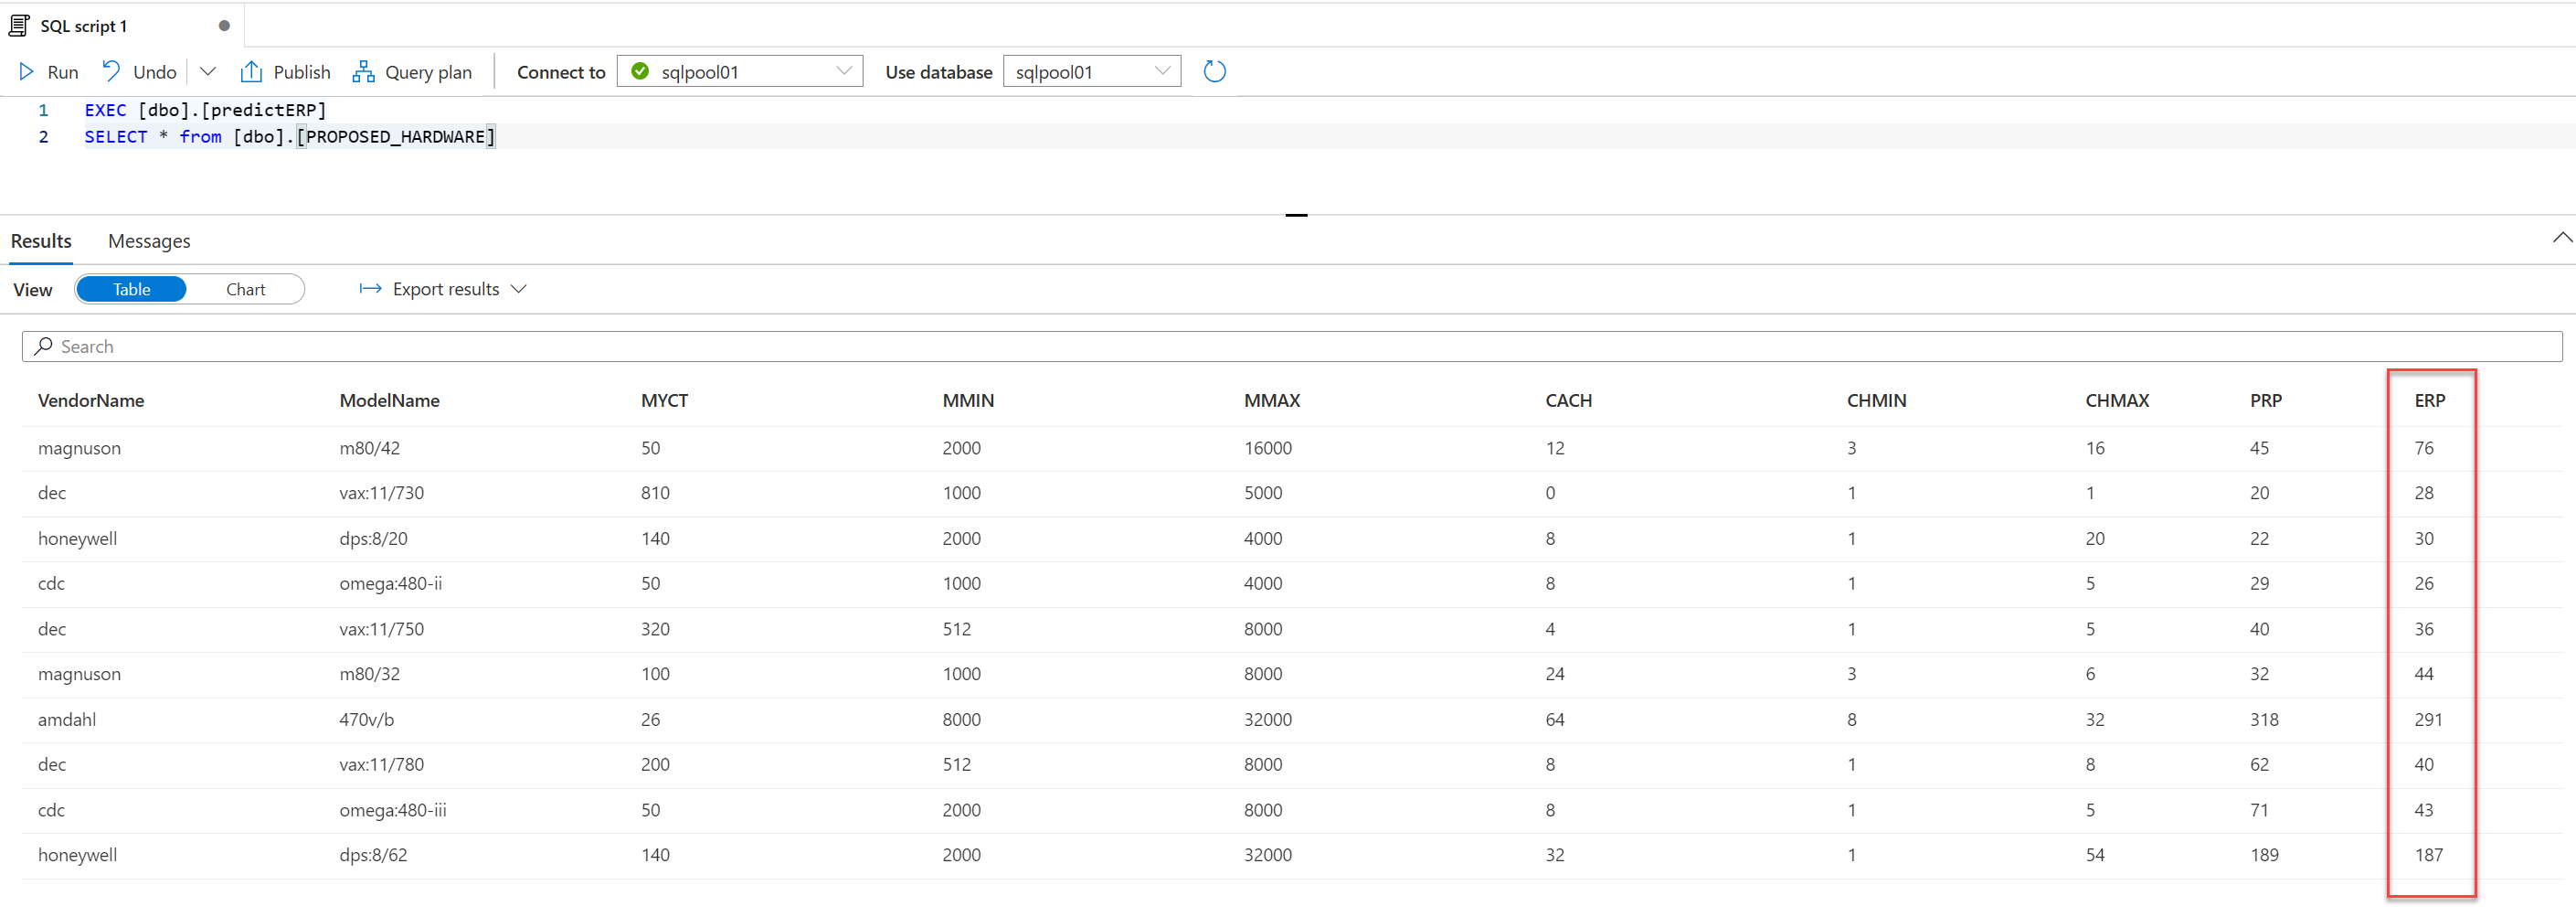 SQL script 1
Run Undo Publish Query plan Connect to sqlpool01 Use database sqlpool01
1 EXEC [dbo].[predictERP]
2 SELECT * from [dbo].[PROPOSED_HARDWARE]
Results Messages
View Table Chart Export results
Search
VendorName ModelName MYCT MMIN MMAX CACH CHMIN CHMAX PRP ERP
magnuson m80/42 50 2000 16000 12 3 16 45 76
dec vax:11/730 810 1000 5000 0 1 1 20 28
honeywell dps:8/20 140 2000 4000 8 1 20 22 30
cdc omega:480-ii 50 1000 4000 8 1 5 29 26
dec vax:11/750 320 512 8000 4 1 5 40 36
magnuson m80/32 100 1000 8000 24 3 6 32 44
amdahl 470v/b 26 8000 32000 64 8 32 318 291
dec vax:11/780 200 512 8000 8 1 8 62 40
cdc omega:480-iii 50 2000 8000 8 1 5 71 43
honeywell dps:8/62 140 2000 32000 32 1 54 189 187